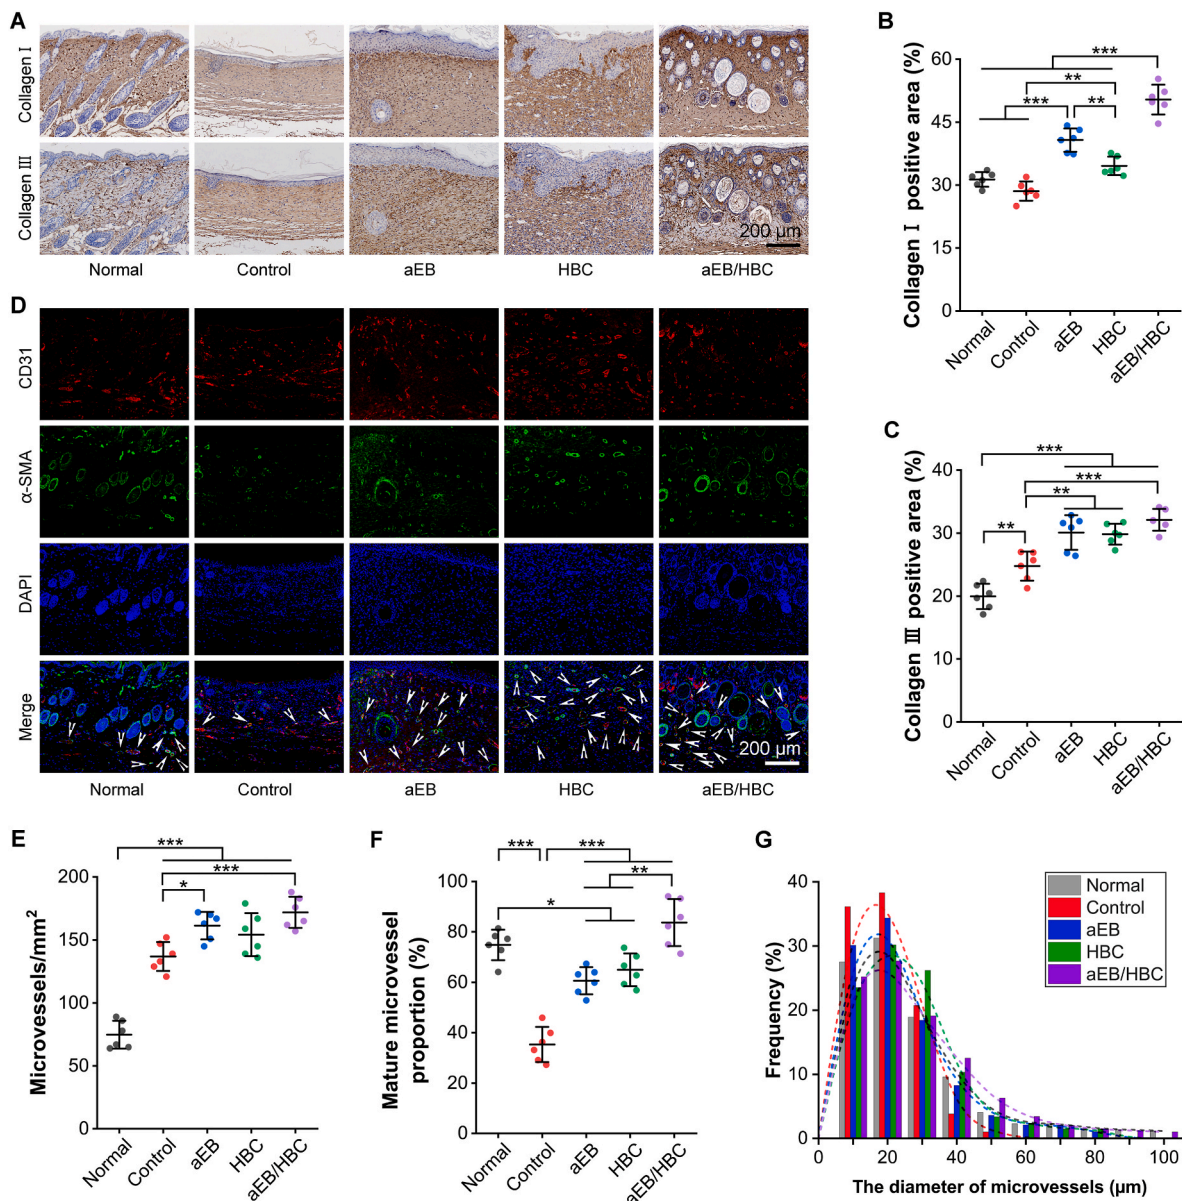 A
Collagen I
Collagen III
200 μm
Normal
Control
aEB
HBC
aEB/HBC
B
Collagen I positive area (%)
60
45
30
15
0
***
**
***
**
Normal
Control
aEB
HBC
aEB/HBC
C
Collagen III positive area (%)
40
30
20
10
0
***
***
**
**
Normal
Control
aEB
HBC
aEB/HBC
D
CD31
α-SMA
DAPI
Merge
200 μm
Normal
Control
aEB
HBC
aEB/HBC
E
Microvessels/mm²
200
150
100
50
0
***
***
*
Normal
Control
aEB
HBC
aEB/HBC
F
Mature microvessel
proportion (%)
100
80
60
40
20
0
***
***
**
*
Normal
Control
aEB
HBC
aEB/HBC
G
Frequency (%)
40
30
20
10
0
Normal
Control
aEB
HBC
aEB/HBC
0
20
40
60
80
100
The diameter of microvessels (μm)